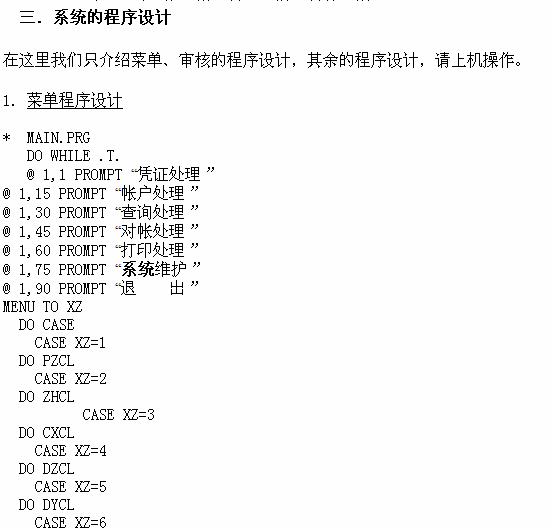 三．系统的程序设计
在这里我们只介绍菜单、审核的程序设计，其余的程序设计，请上机操作。
1. 菜单程序设计
*  MAIN.PRG
DO WHILE .T.
@ 1,1 PROMPT “凭证处理 ”
@ 1,15 PROMPT “帐户处理 ”
@ 1,30 PROMPT “查询处理 ”
@ 1,45 PROMPT “对帐处理 ”
@ 1,60 PROMPT “打印处理 ”
@ 1,75 PROMPT “系统维护 ”
@ 1,90 PROMPT “退    出 ”
MENU TO XZ
DO CASE
CASE XZ=1
DO PZCL
CASE XZ=2
DO ZHCL
CASE XZ=3
DO CXCL
CASE XZ=4
DO DZCL
CASE XZ=5
DO DYCL
CASE XZ=6